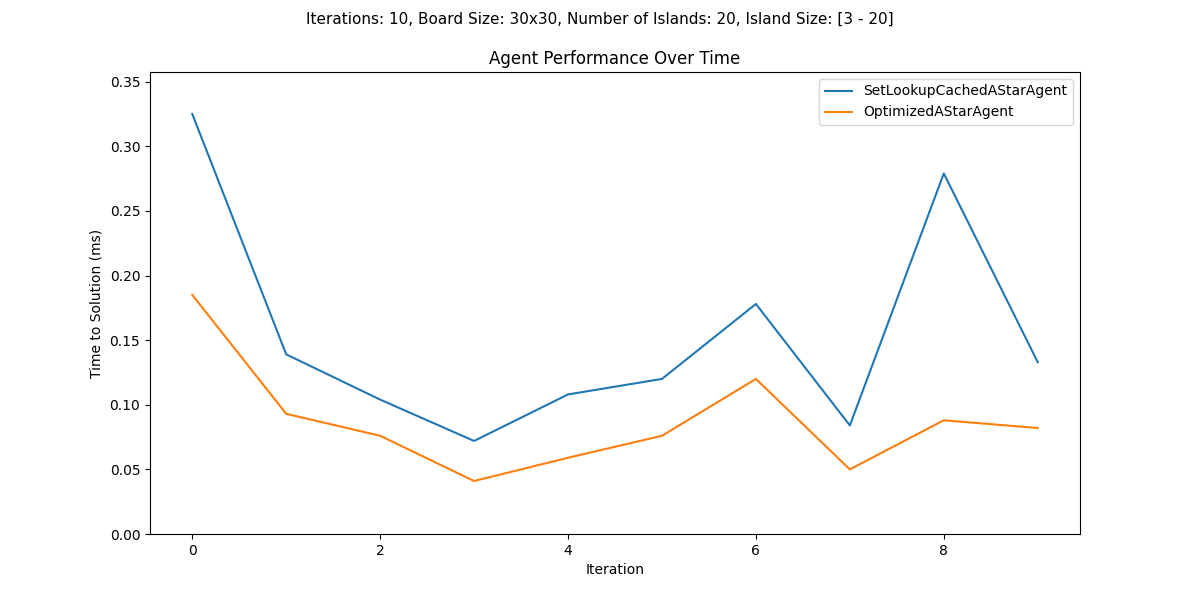 Iterations: 10, Board Size: 30x30, Number of Islands: 20, Island Size: [3 - 20]
Agent Performance Over Time
SetLookupCachedAStarAgent
OptimizedAStarAgent
Time to Solution (ms)
0.35
0.30
0.25
0.20
0.15
0.10
0.05
0.00
0 2 4 6 8
Iteration